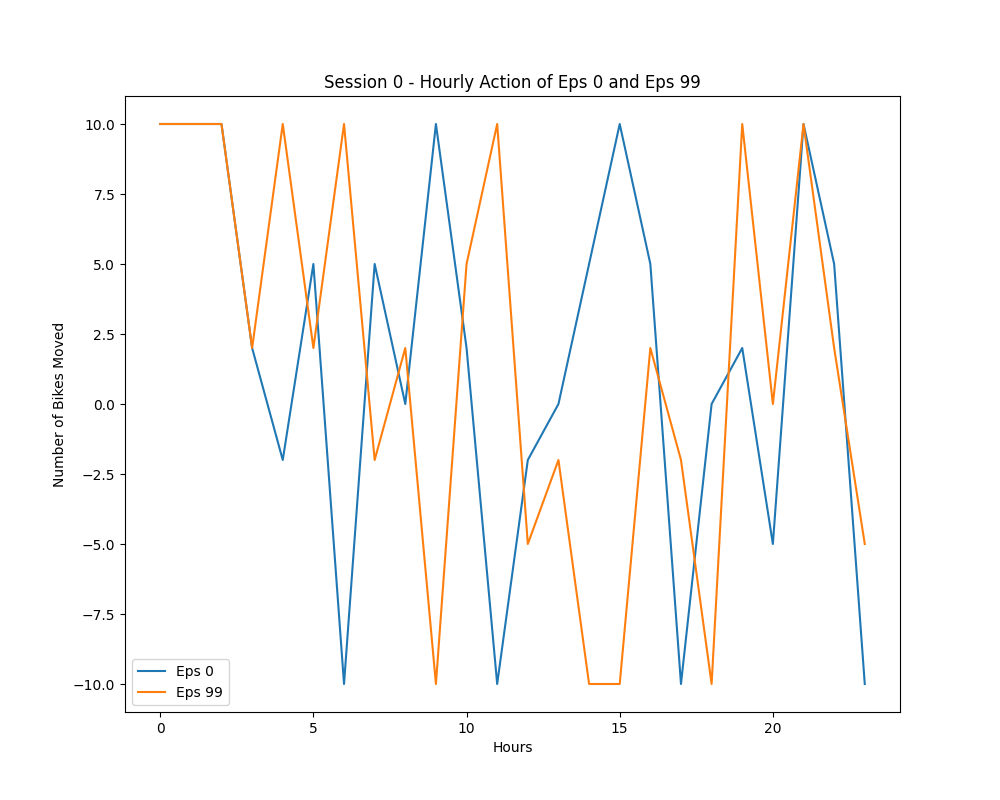 Session 0 - Hourly Action of Eps 0 and Eps 99
Number of Bikes Moved
10.0
7.5
5.0
2.5
0.0
−2.5
−5.0
−7.5
−10.0
Eps 0
Eps 99
0 5 10 15 20
Hours